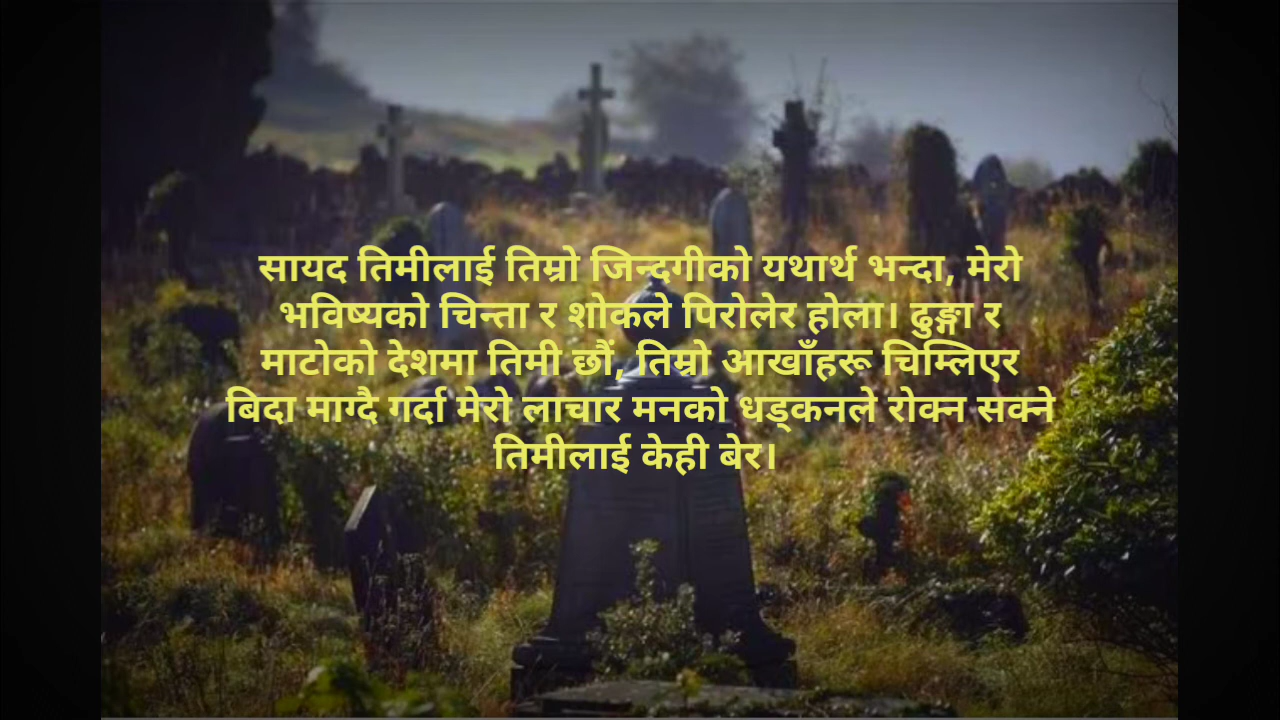 सायद तिमीलाई तिम्रो जिन्दगीको यथार्थ भन्दा, मेरो
भविष्यको चिन्ता र शोकले पिरोलेर होला। ढुङ्गा र
माटोको देशमा तिमी छौं, तिम्रो आखाँहरू चिम्लिएर
बिदा माग्दै गर्दा मेरो लाचार मनको धड्कनले रोक्न सक्ने
तिमीलाई केही बेर।